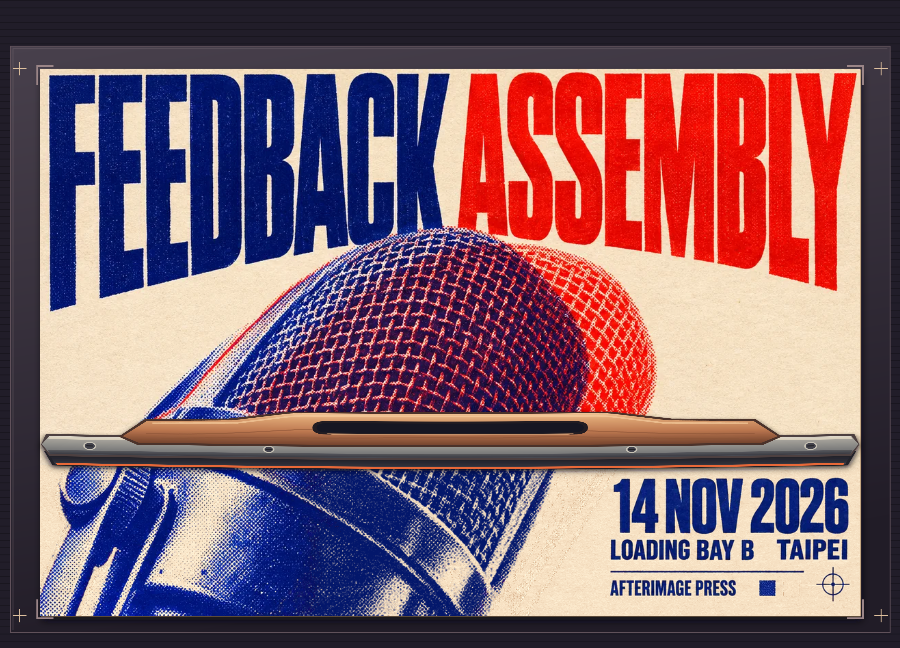 FEEDBACK ASSEMBLY
14 NOV 2026
LOADING BAY B TAIPEI
AFTERIMAGE PRESS